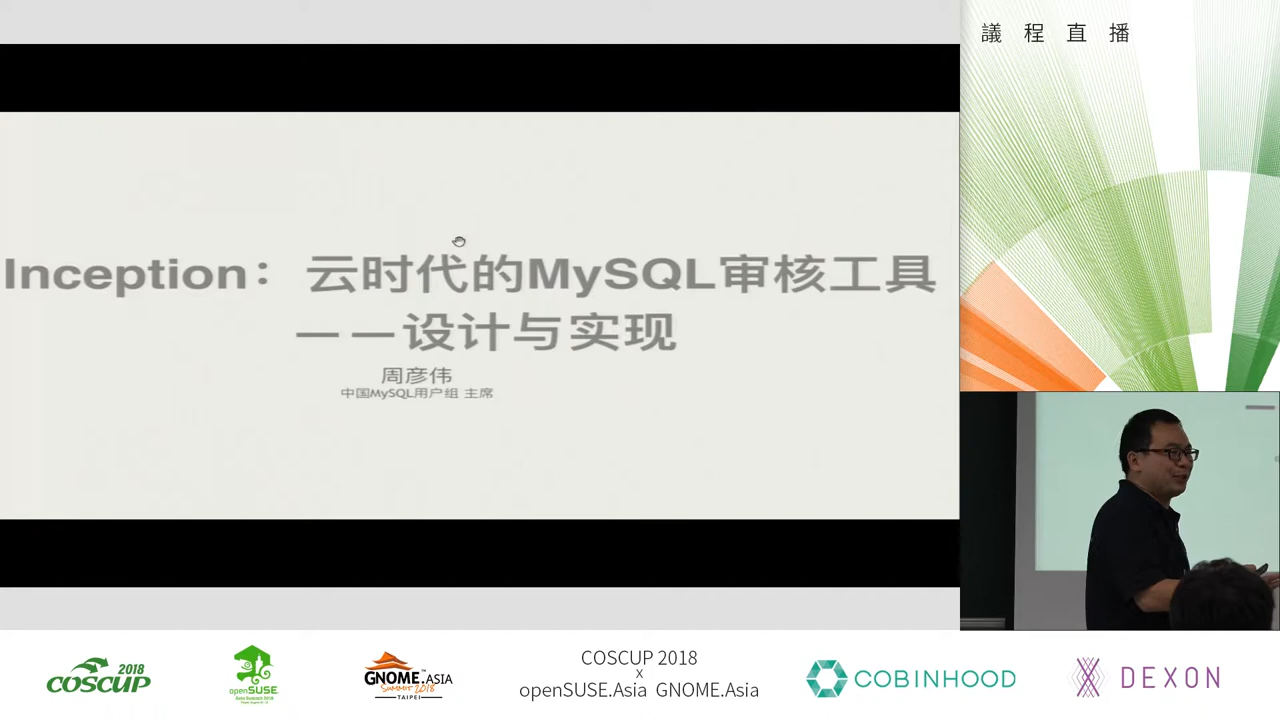 議程直播
Inception：云时代的MySQL审核工具
——设计与实现
周彦伟
中国MySQL用户组 主席
2018
COSCUP
openSUSE
GNOME.ASIA
Summit 2018
TAIPEI
COSCUP 2018
x
openSUSE.Asia GNOME.Asia
COBINHOOD
DEXON